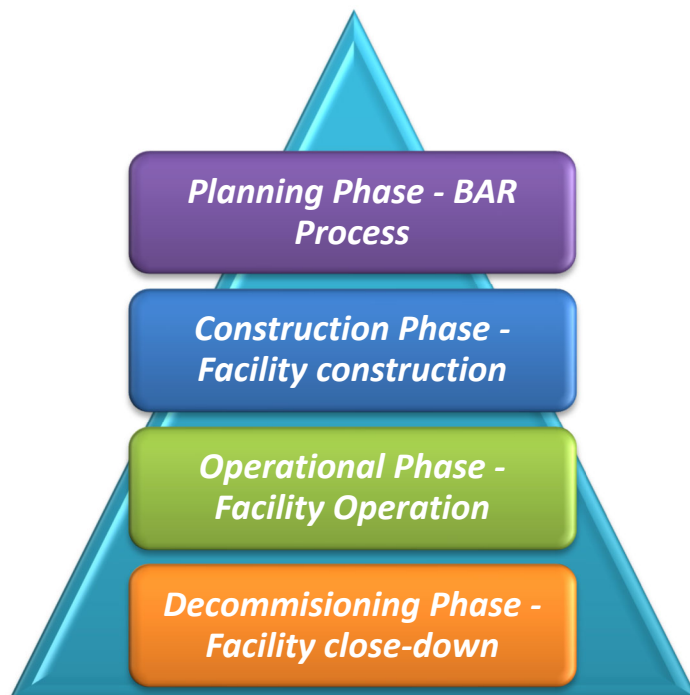 Planning Phase - BAR
Process
Construction Phase -
Facility construction
Operational Phase -
Facility Operation
Decommisioning Phase -
Facility close-down